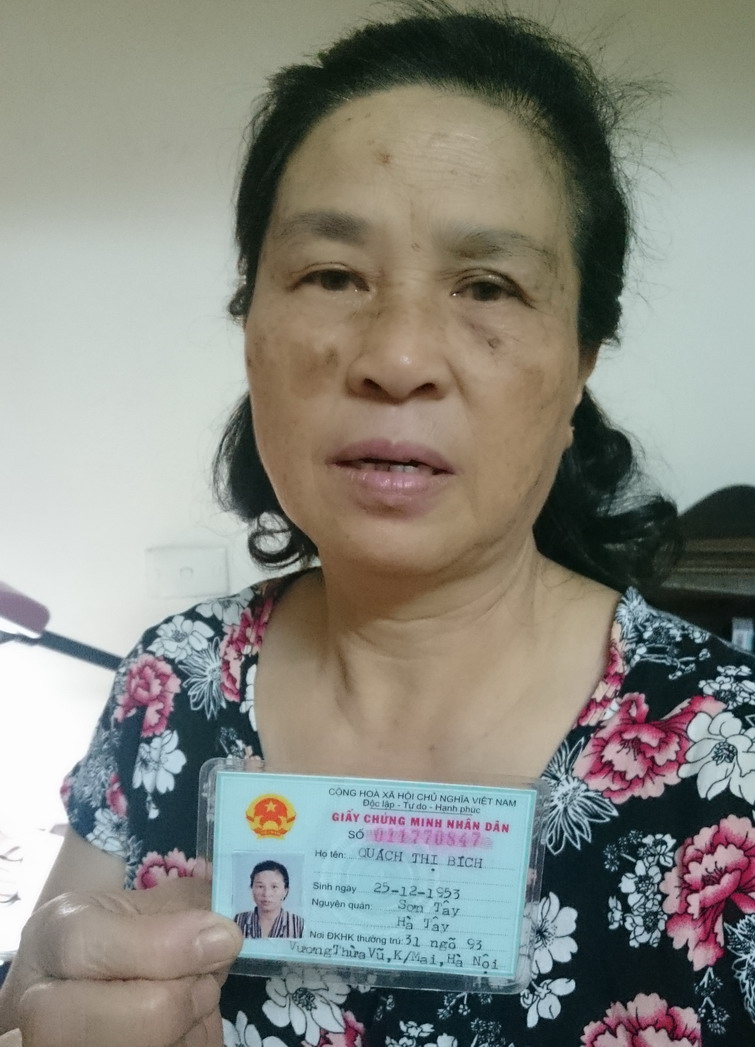 CỘNG HOÀ XÃ HỘI CHỦ NGHĨA VIỆT NAM
Độc lập - Tự do - Hạnh phúc
GIẤY CHỨNG MINH NHÂN DÂN
SỐ 011770847
Họ tên: QUÁCH THỊ BÍCH
Sinh ngày 25-12-1953
Nguyên quán: Sơn Tây
Hà Tây
Nơi ĐKHK thường trú: 31 ngõ 93
Vương Thừa Vũ, K/Mai, Hà Nội